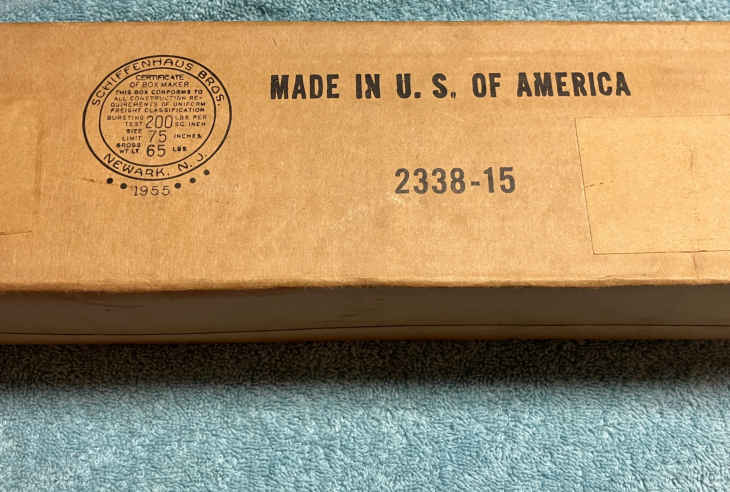 SCHIFFENHAUS BROS.
CERTIFICATE
OF BOX MAKER
THIS BOX CONFORMS TO
ALL CONSTRUCTION RE-
QUIREMENTS OF UNIFORM
FREIGHT CLASSIFICATION
BURSTING TEST 200 LBS PER SQ. INCH
SIZE LIMIT 75 INCHES
GROSS WT LT. 65 LBS.
NEWARK, N. J.
1955
MADE IN U. S. OF AMERICA
2338-15